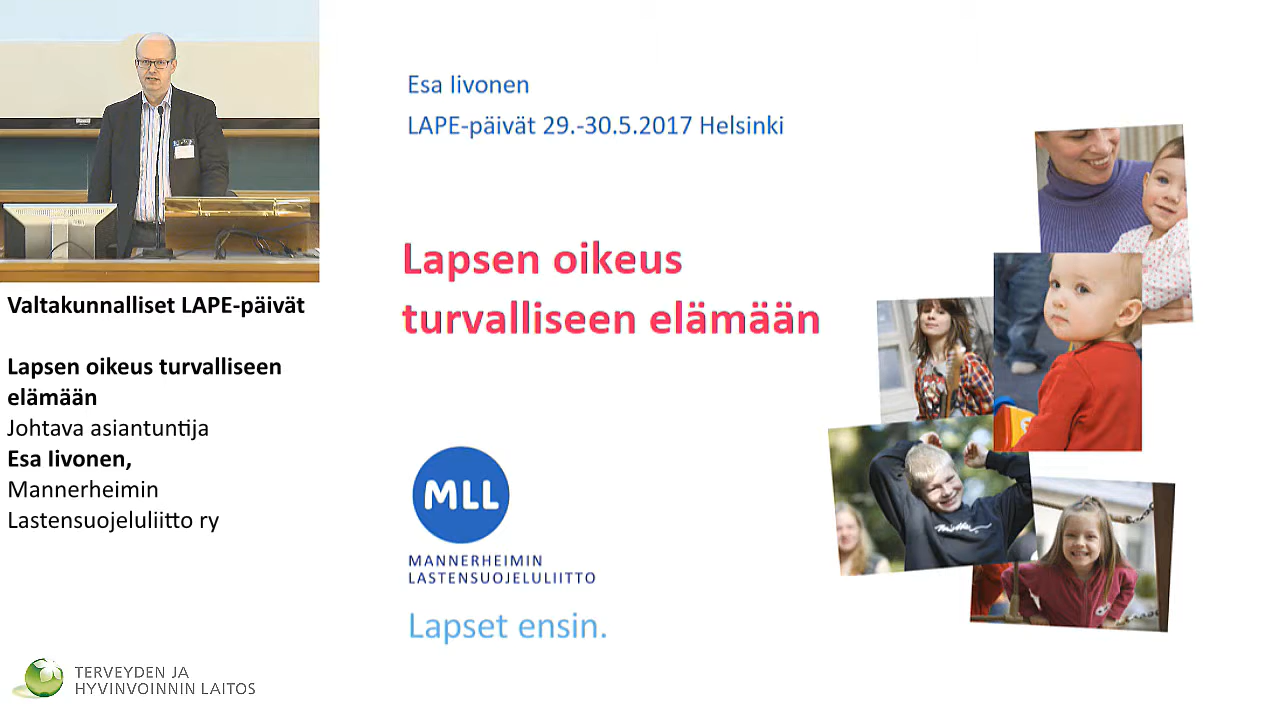 Esa Iivonen
LAPE-päivät 29.-30.5.2017 Helsinki
Lapsen oikeus
turvalliseen elämään
MLL
MANNERHEIMIN
LASTENSUOJELULIITTO
Lapset ensin.
Valtakunnalliset LAPE-päivät
Lapsen oikeus turvalliseen
elämään
Johtava asiantuntija
Esa Iivonen,
Mannerheimin
Lastensuojeluliitto ry
TERVEYDEN JA
HYVINVOINNIN LAITOS